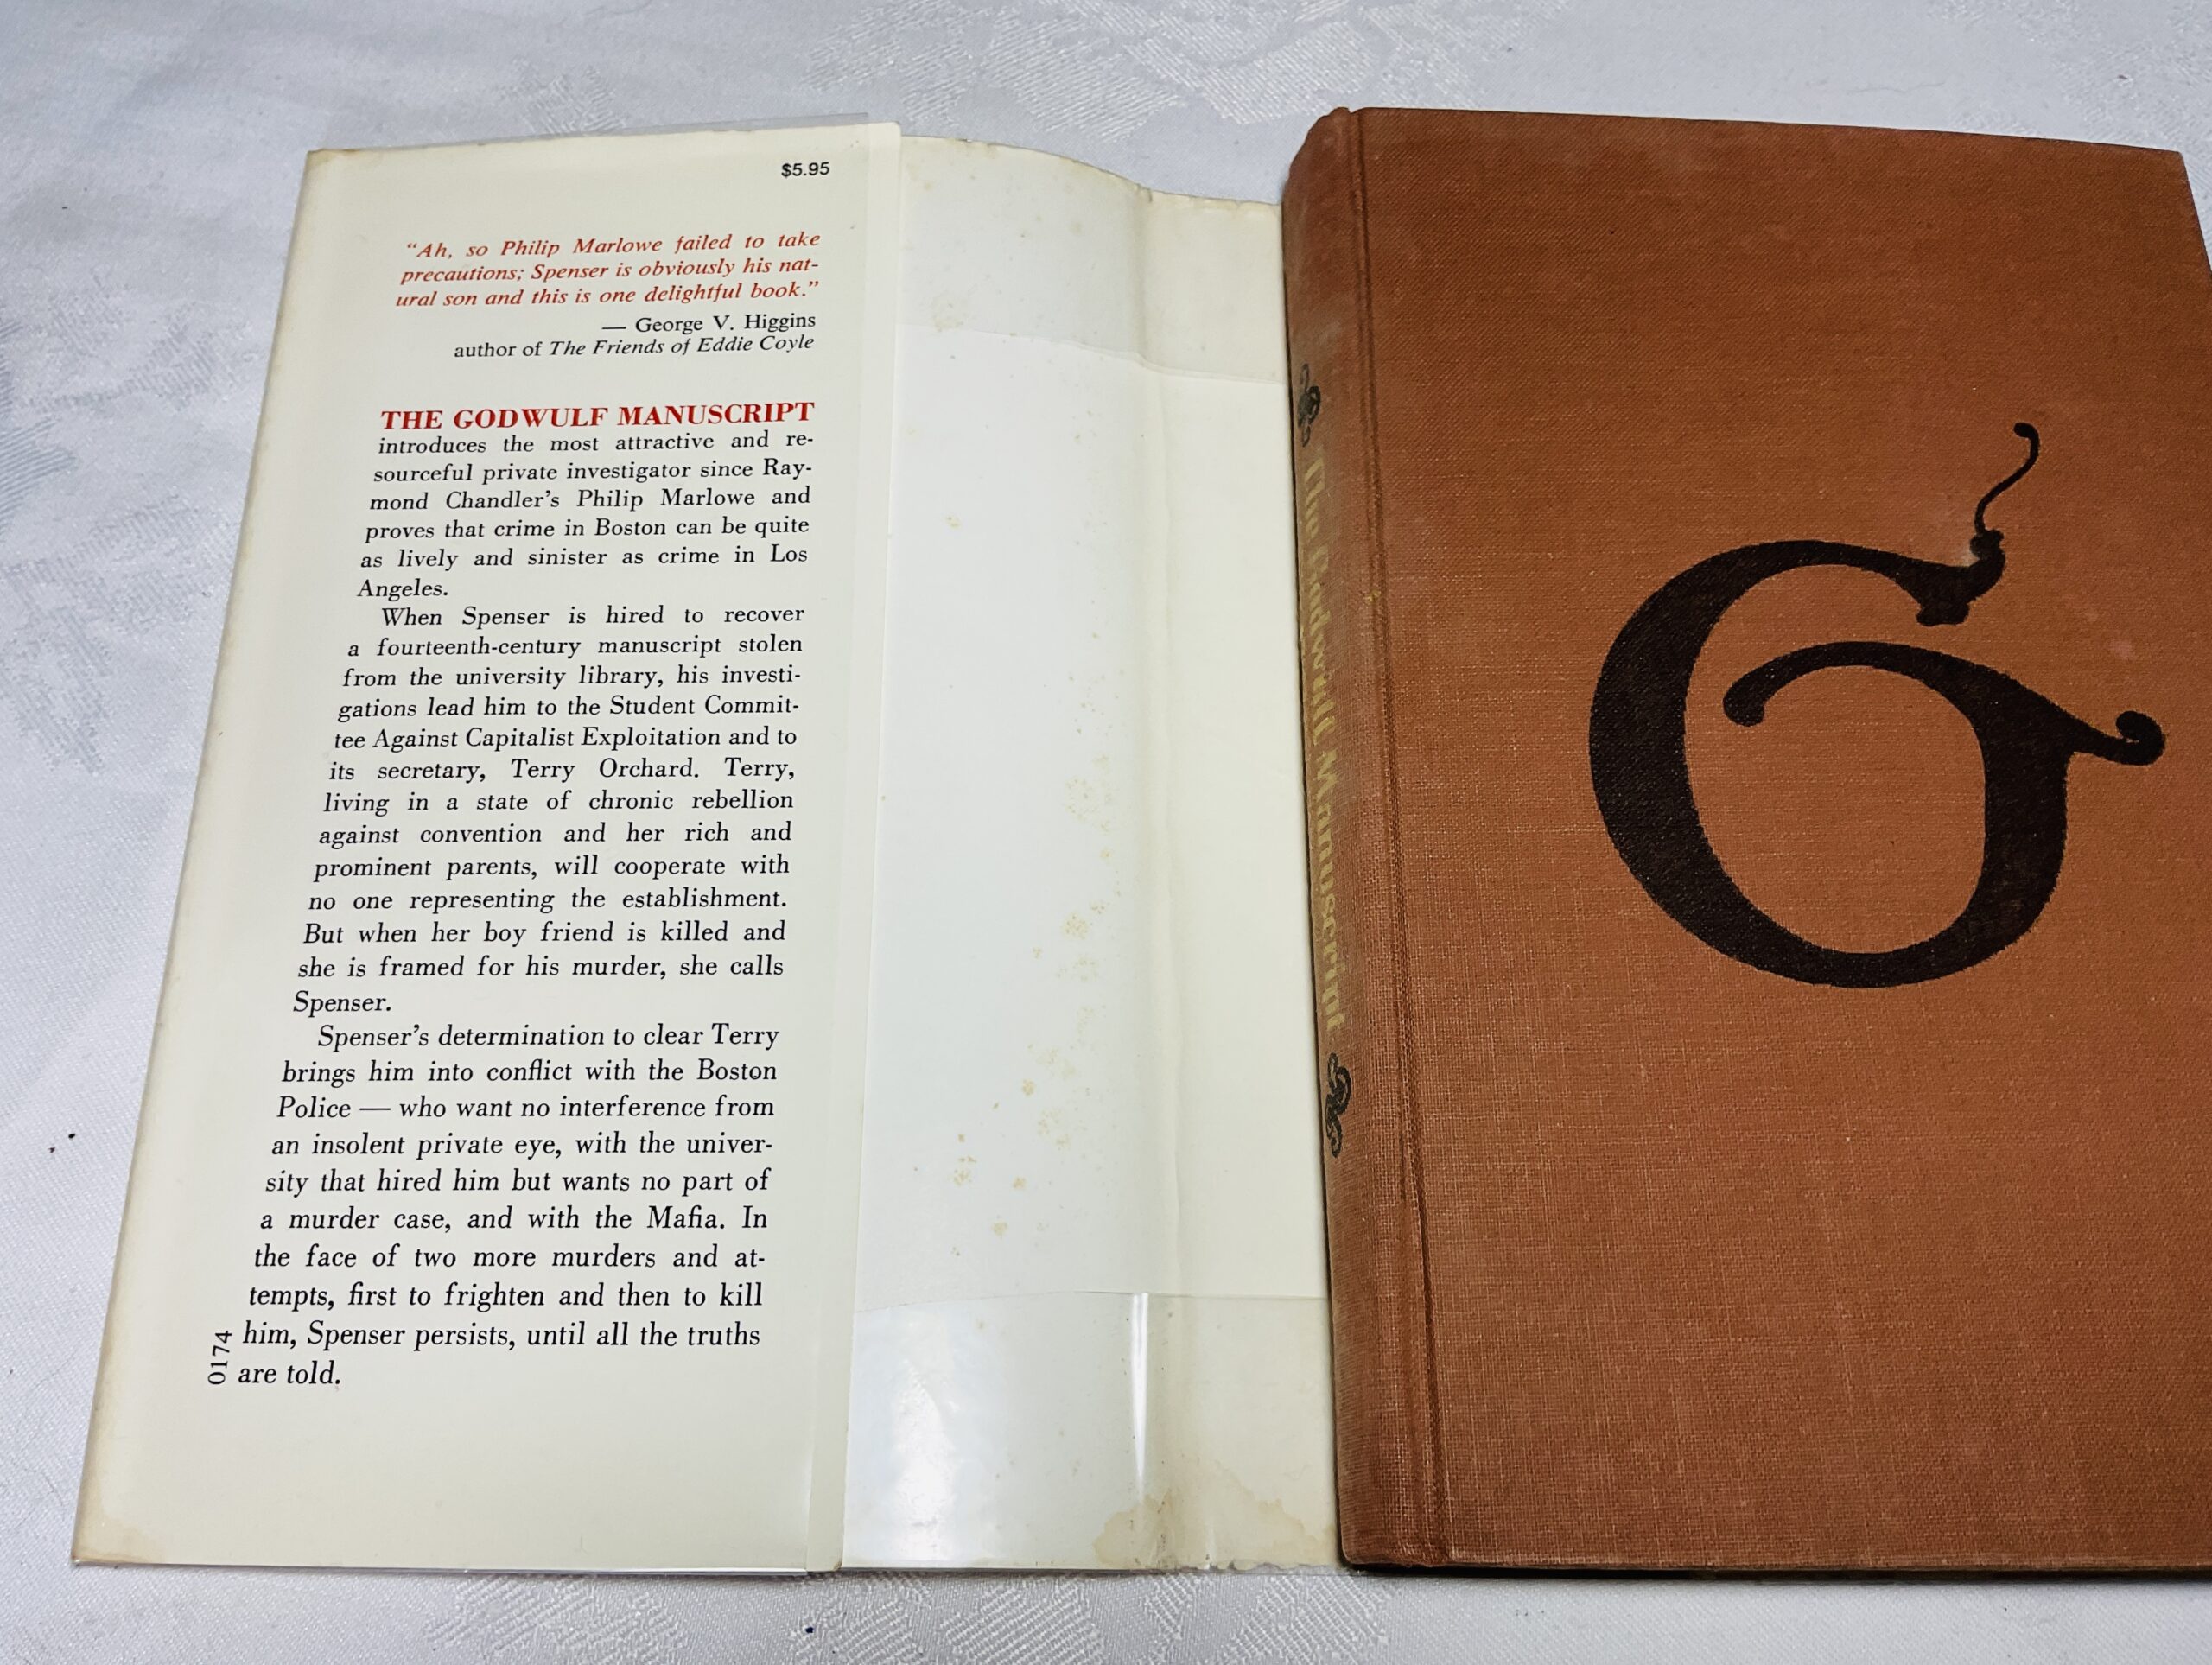 $5.95
“Ah, so Philip Marlowe failed to take
precautions; Spenser is obviously his nat-
ural son and this is one delightful book.”
— George V. Higgins
author of The Friends of Eddie Coyle
THE GODWULF MANUSCRIPT
introduces the most attractive and re-
sourceful private investigator since Ray-
mond Chandler’s Philip Marlowe and
proves that crime in Boston can be quite
as lively and sinister as crime in Los
Angeles.
When Spenser is hired to recover
a fourteenth-century manuscript stolen
from the university library, his investi-
gations lead him to the Student Commit-
tee Against Capitalist Exploitation and to
its secretary, Terry Orchard. Terry,
living in a state of chronic rebellion
against convention and her rich and
prominent parents, will cooperate with
no one representing the establishment.
But when her boy friend is killed and
she is framed for his murder, she calls
Spenser.
Spenser’s determination to clear Terry
brings him into conflict with the Boston
Police — who want no interference from
an insolent private eye, with the univer-
sity that hired him but wants no part of
a murder case, and with the Mafia. In
the face of two more murders and at-
tempts, first to frighten and then to kill
him, Spenser persists, until all the truths
are told.
0174
The Godwulf Manuscript
G